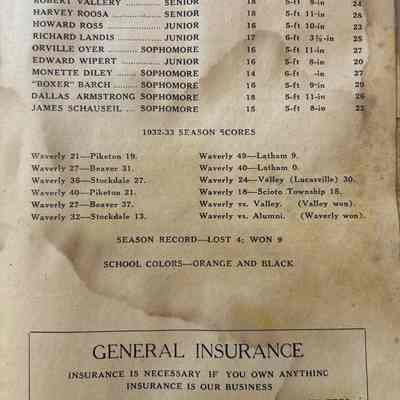 ROBERT VALLERY .......... SENIOR 18 5-ft 9-in 24
HARVEY ROOSA ............ SENIOR 18 5-ft 11-in 28
HOWARD ROSS ............ JUNIOR 16 5-ft 10-in 23
RICHARD LANDIS ........ JUNIOR 17 6-ft 3½-in 25
ORVILLE OYER .... SOPHOMORE 16 5-ft 11-in 26
EDWARD WIPERT .. JUNIOR 16 5-ft 8-in 20
MONETTE DILEY .. SOPHOMORE 14 6-ft -in 27
"BOXER" BARCH .. SOPHOMORE 16 5-ft 9-in 29
DALLAS ARMSTRONG SOPHOMORE 18 5-ft 11-in 26
JAMES SCHAUSEIL .. SOPHOMORE 15 5-ft 8-in 22
1932-33 SEASON SCORES
Waverly 21—Piketon 19. Waverly 49—Latham 9.
Waverly 27—Beaver 31. Waverly 40—Latham 0.
Waverly 36—Stockdale 27. Waverly 24—Valley (Lucasville) 30.
Waverly 40—Piketon 21. Waverly 18—Scioto Township 18.
Waverly 27—Beaver 37. Waverly vs. Valley. (Valley won).
Waverly 32—Stockdale 13. Waverly vs. Alumni. (Waverly won).
SEASON RECORD—LOST 4; WON 9
SCHOOL COLORS—ORANGE AND BLACK
GENERAL INSURANCE
INSURANCE IS NECESSARY IF YOU OWN ANYTHING
INSURANCE IS OUR BUSINESS